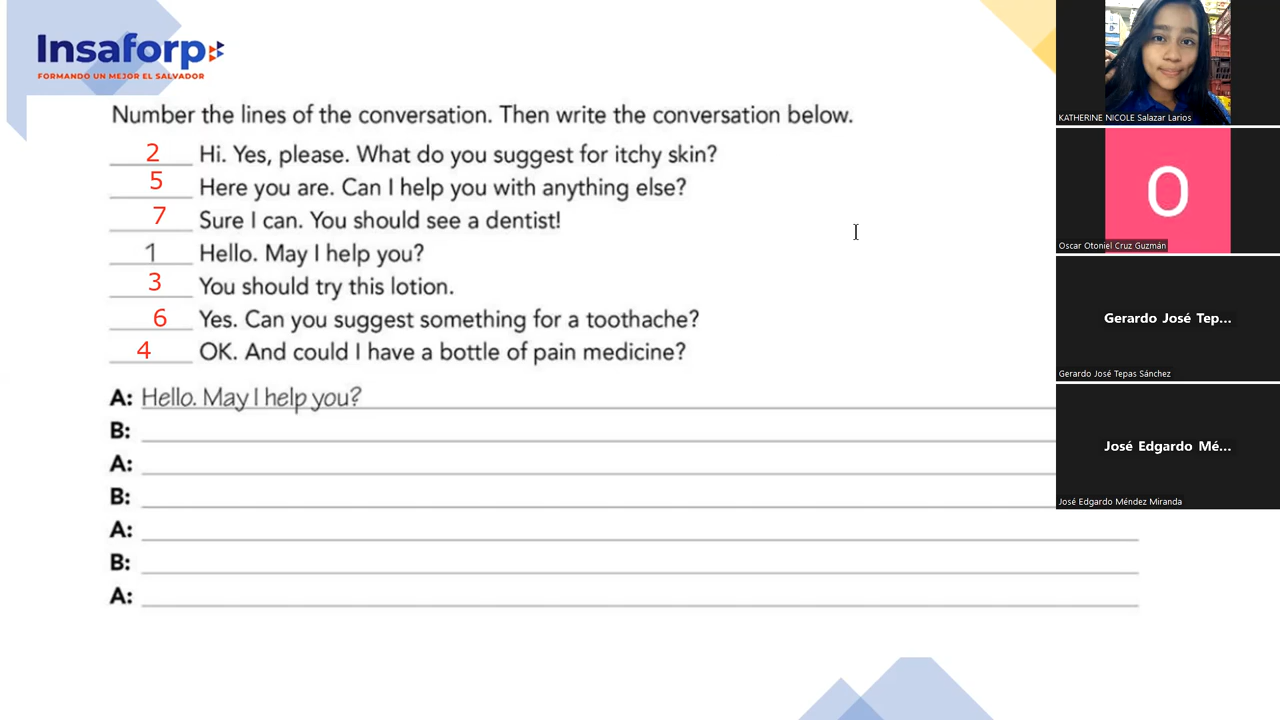 Insaforp
FORMANDO UN MEJOR EL SALVADOR
Number the lines of the conversation. Then write the conversation below.
2 Hi. Yes, please. What do you suggest for itchy skin?
5 Here you are. Can I help you with anything else?
7 Sure I can. You should see a dentist!
1 Hello. May I help you?
3 You should try this lotion.
6 Yes. Can you suggest something for a toothache?
4 OK. And could I have a bottle of pain medicine?
A: Hello. May I help you?
B:
A:
B:
A:
B:
A:
KATHERINE NICOLE Salazar Larios
O
Oscar Otoniel Cruz Guzmán
Gerardo José Tep...
Gerardo José Tepas Sánchez
José Edgardo Mé...
José Edgardo Méndez Miranda